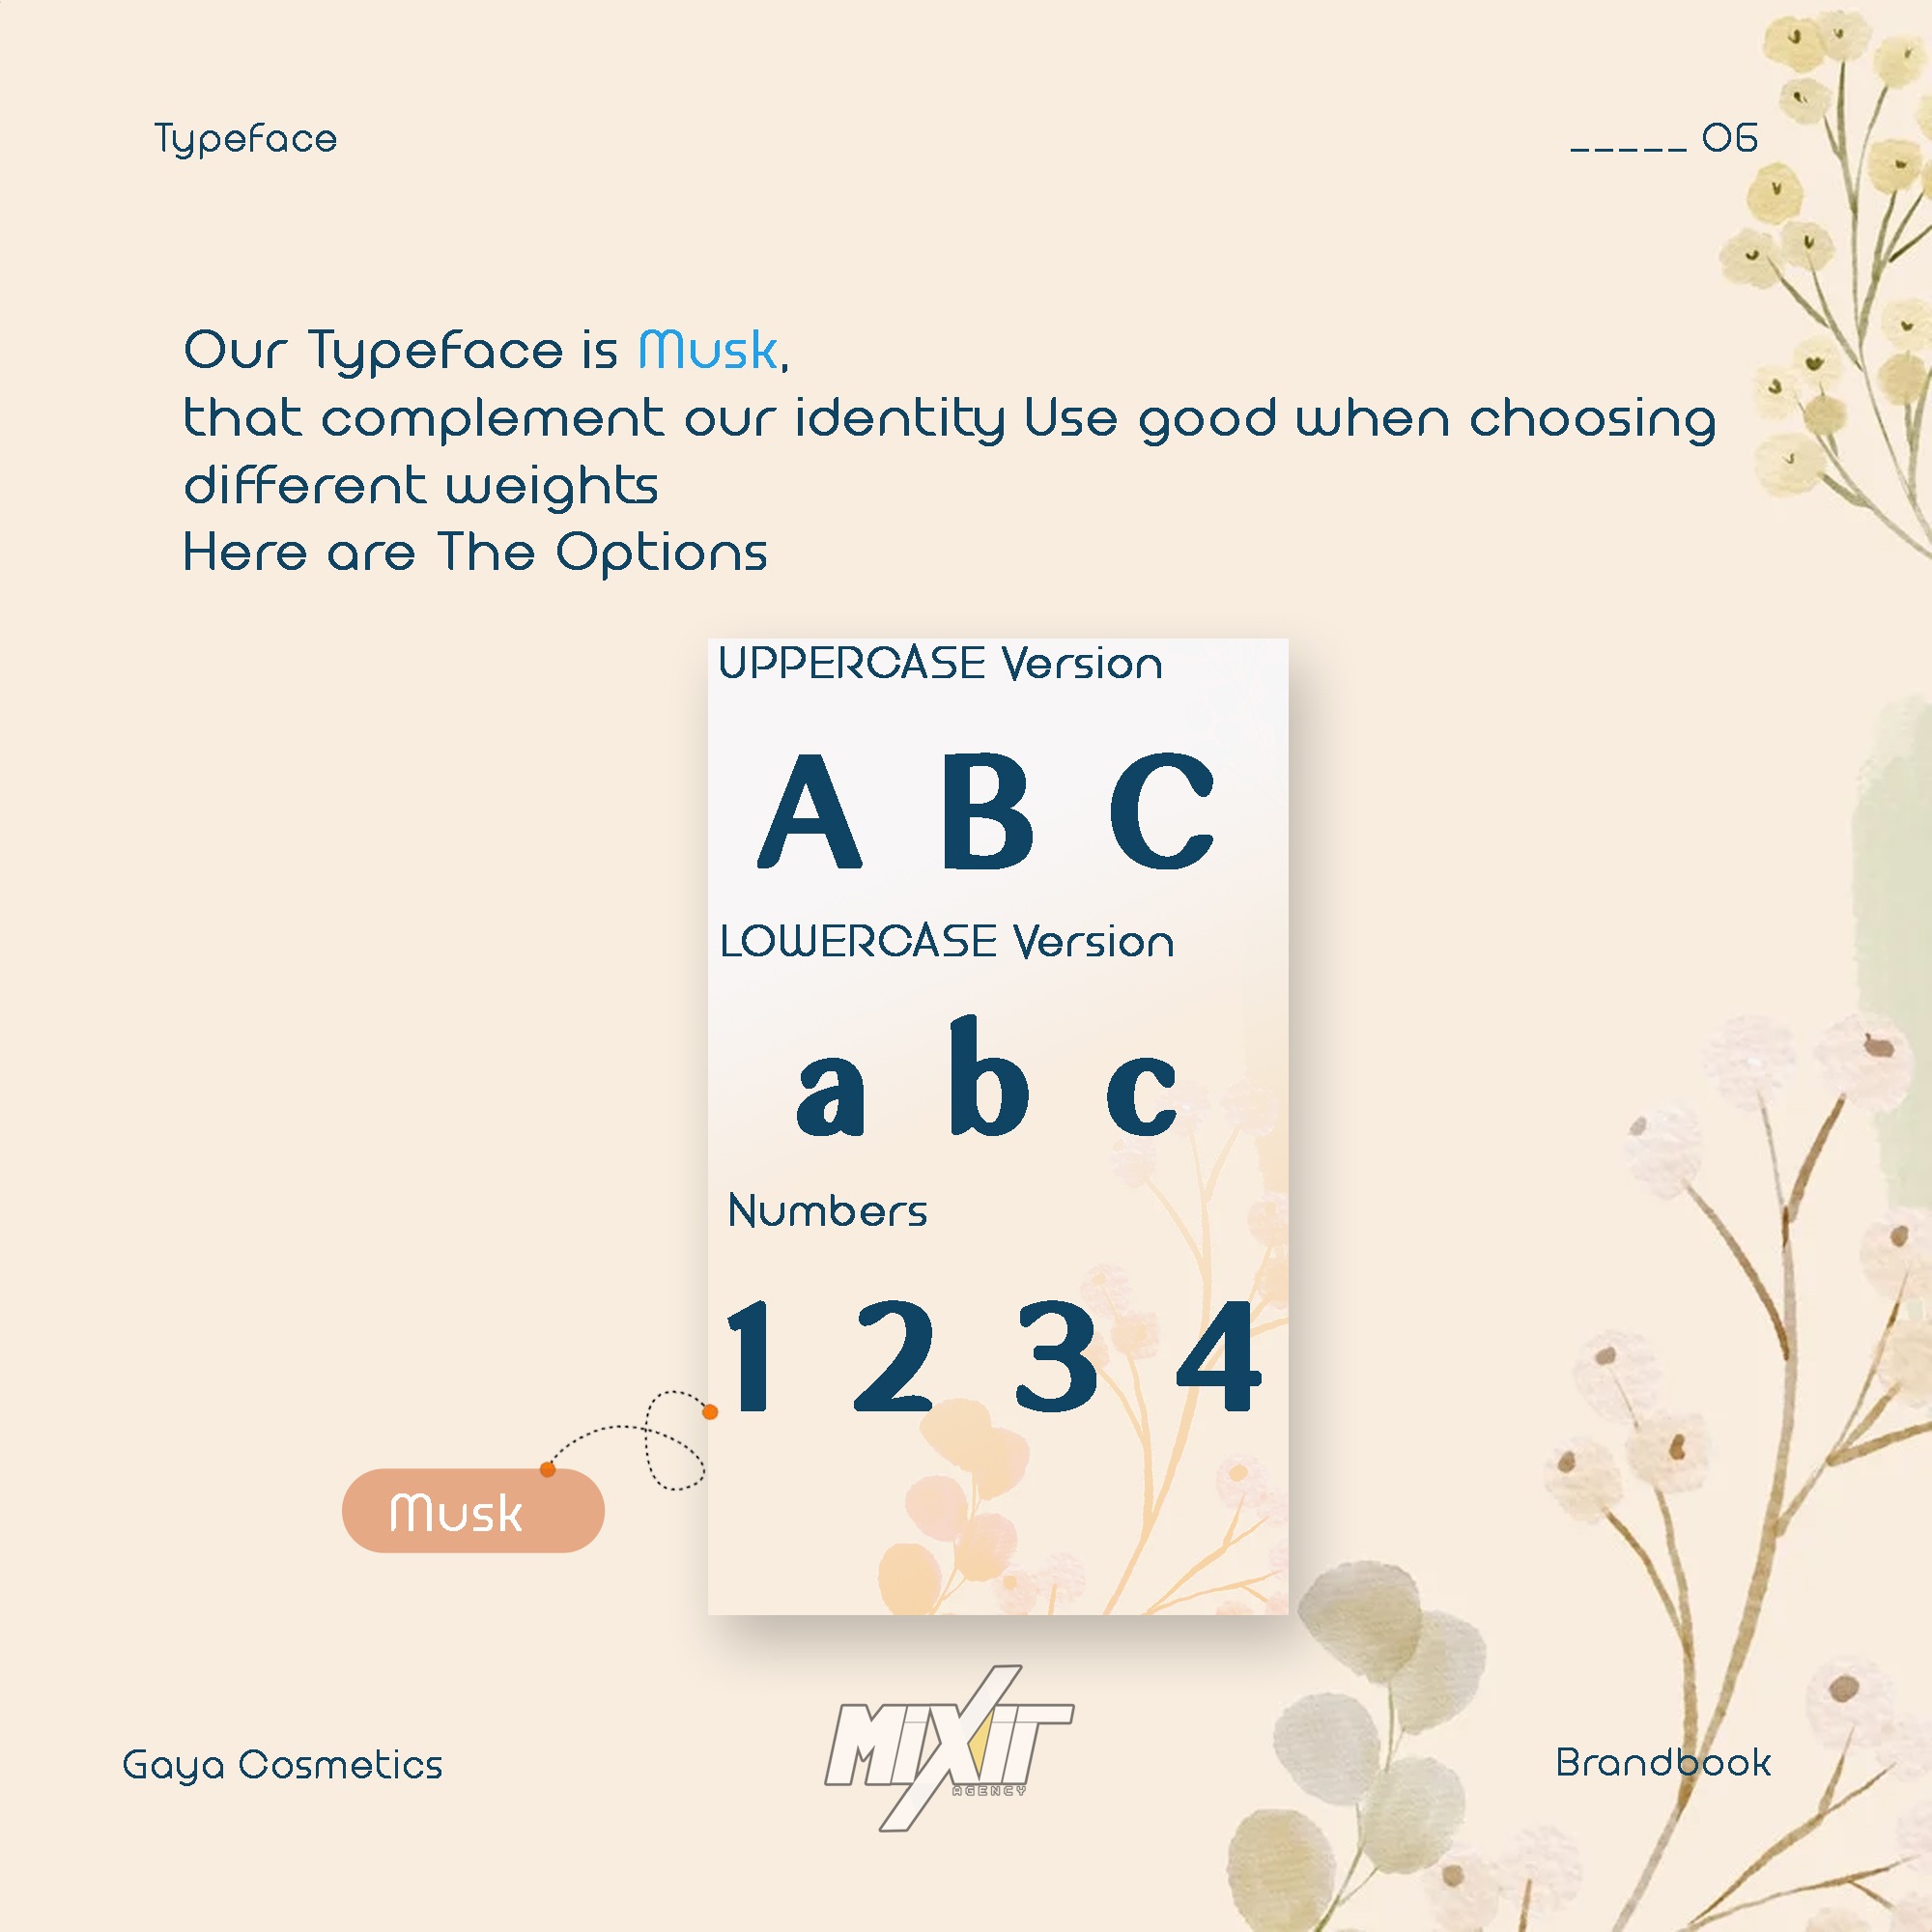 Typeface
_____ 06
Our Typeface is Musk,
that complement our identity Use good when choosing
different weights
Here are The Options
UPPERCASE Version
A B C
LOWERCASE Version
a b c
Numbers
1 2 3 4
Musk
MIXIT
AGENCY
Gaya Cosmetics
Brandbook